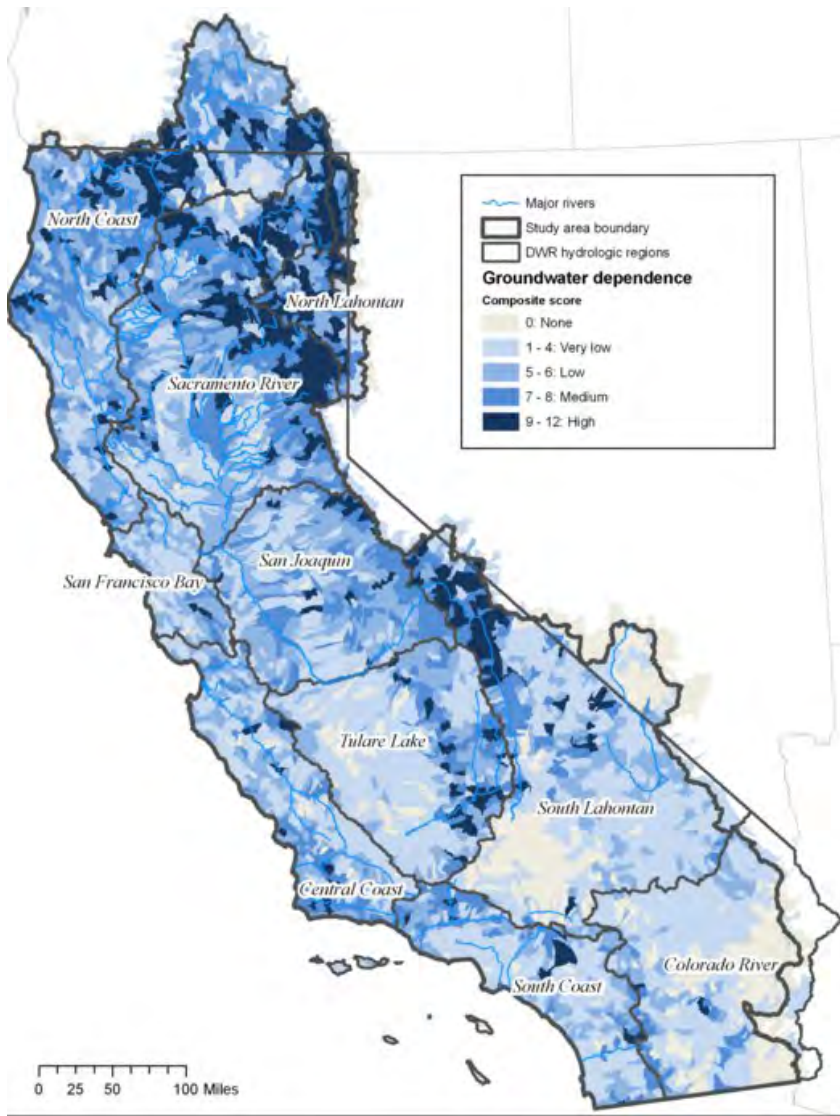 Major rivers
Study area boundary
DWR hydrologic regions
Groundwater dependence
Composite score
0: None
1 - 4: Very low
5 - 6: Low
7 - 8: Medium
9 - 12: High
North Coast
North Lahontan
Sacramento River
San Joaquin
San Francisco Bay
Tulare Lake
South Lahontan
Central Coast
Colorado River
South Coast
0 25 50 100 Miles